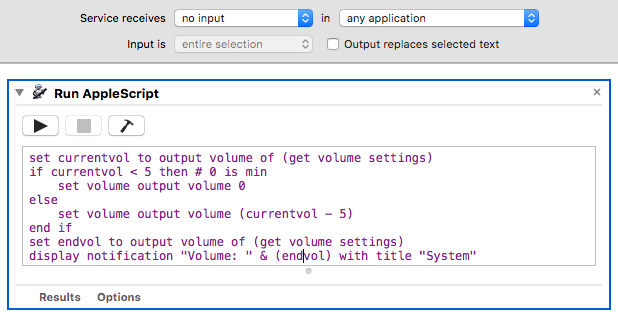 Service receives no input in any application
Input is entire selection Output replaces selected text
Run AppleScript
set currentvol to output volume of (get volume settings)
if currentvol < 5 then # 0 is min
set volume output volume 0
else
set volume output volume (currentvol - 5)
end if
set endvol to output volume of (get volume settings)
display notification "Volume: " & (endvol) with title "System"
Results Options